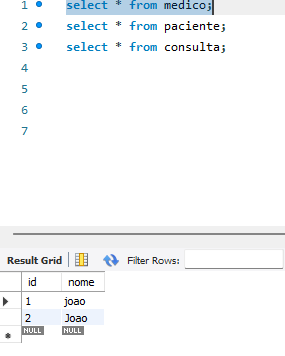 1 select * from medico;
2 select * from paciente;
3 select * from consulta;
4
5
6
7
Result Grid Filter Rows:
id nome
1 joao
2 Joao
NULL NULL